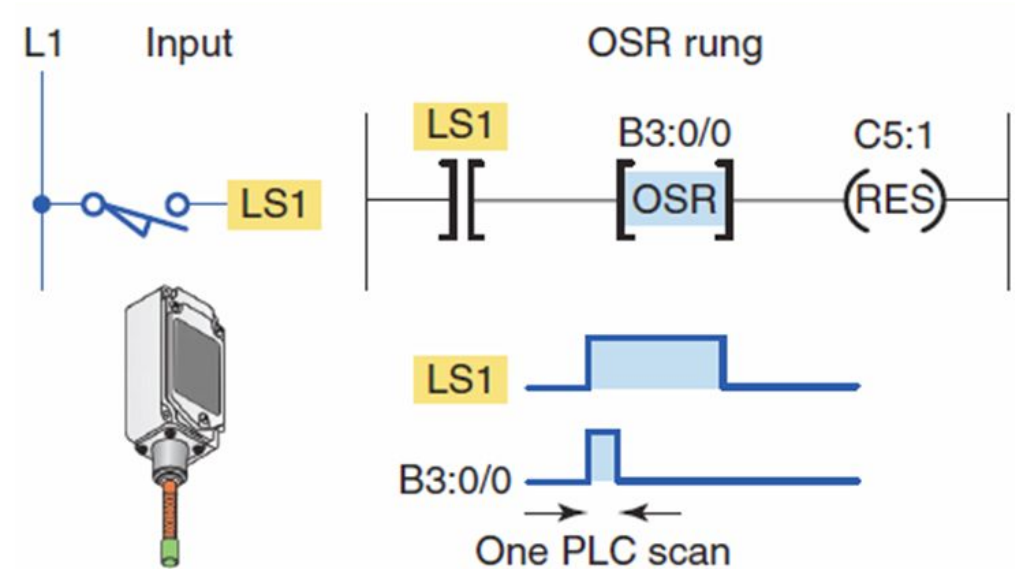 L1 Input OSR rung
LS1 B3:0/0 C5:1
LS1 OSR RES
LS1
B3:0/0
One PLC scan